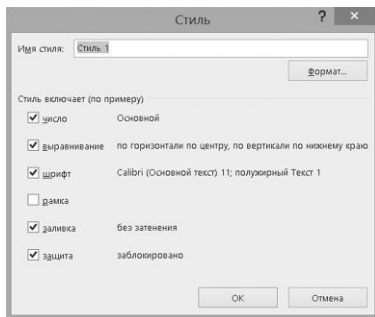 Стиль ? ×
Имя стиля: Стиль 1
Формат...
Стиль включает (по примеру)
число Основной
выравнивание по горизонтали по центру, по вертикали по нижнему краю
шрифт Calibri (Основной текст) 11; полужирный Текст 1
рамка
заливка без затенения
защита заблокировано
ОК Отмена